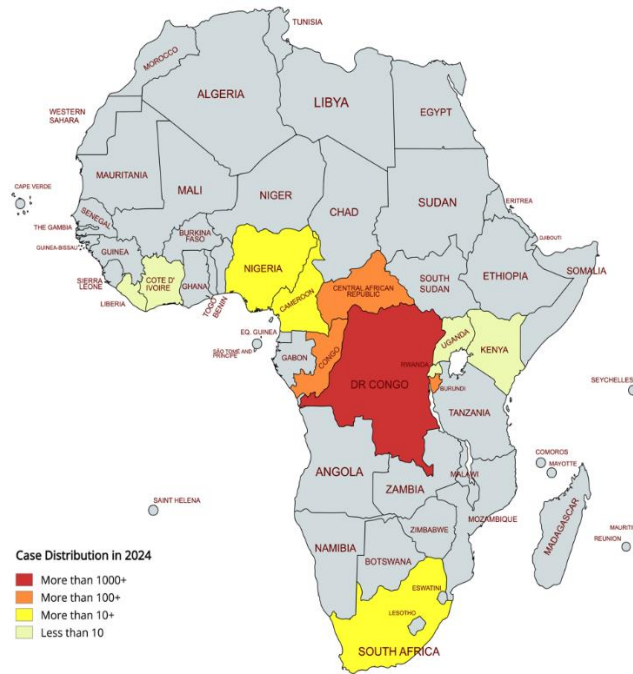 TUNISIA
MOROCCO
ALGERIA
LIBYA
EGYPT
WESTERN
SAHARA
MAURITANIA
MALI
NIGER
CHAD
SUDAN
ERITREA
CAPE VERDE
SENEGAL
THE GAMBIA
GUINEA-BISSAU
GUINEA
BURKINA
FASO
DJIBOUTI
SIERRA
LEONE
LIBERIA
COTE D'
IVOIRE
GHANA
TOGO
BENIN
NIGERIA
CAMEROON
CENTRAL AFRICAN
REPUBLIC
SOUTH
SUDAN
ETHIOPIA
SOMALIA
EQ. GUINEA
SÃO TOMÉ AND
PRINCIPE
GABON
CONGO
DR CONGO
UGANDA
KENYA
RWANDA
BURUNDI
TANZANIA
SEYCHELLES
COMOROS
MAYOTTE
ANGOLA
ZAMBIA
MALAWI
MOZAMBIQUE
SAINT HELENA
ZIMBABWE
MADAGASCAR
MAURITI
REUNION
NAMIBIA
BOTSWANA
ESWATINI
LESOTHO
SOUTH AFRICA
Case Distribution in 2024
More than 1000+
More than 100+
More than 10+
Less than 10